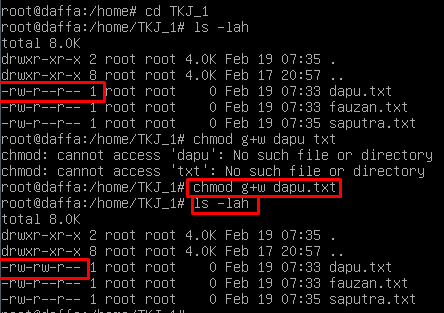 root@daffa:/home# cd TKJ_1
root@daffa:/home/TKJ_1# ls -lah
total 8.0K
drwxr-xr-x 2 root root 4.0K Feb 19 07:35 .
drwxr-xr-x 8 root root 4.0K Feb 17 20:57 ..
-rw-r--r-- 1 root root    0 Feb 19 07:33 dapu.txt
-rw-r--r-- 1 root root    0 Feb 19 07:33 fauzan.txt
-rw-r--r-- 1 root root    0 Feb 19 07:35 saputra.txt
root@daffa:/home/TKJ_1# chmod g+w dapu txt
chmod: cannot access 'dapu': No such file or directory
chmod: cannot access 'txt': No such file or directory
root@daffa:/home/TKJ_1# chmod g+w dapu.txt
root@daffa:/home/TKJ_1# ls -lah
total 8.0K
drwxr-xr-x 2 root root 4.0K Feb 19 07:35 .
drwxr-xr-x 8 root root 4.0K Feb 17 20:57 ..
-rw-rw-r-- 1 root root    0 Feb 19 07:33 dapu.txt
-rw-r--r-- 1 root root    0 Feb 19 07:33 fauzan.txt
-rw-r--r-- 1 root root    0 Feb 19 07:35 saputra.txt
root@daffa:/home/TKJ_1#